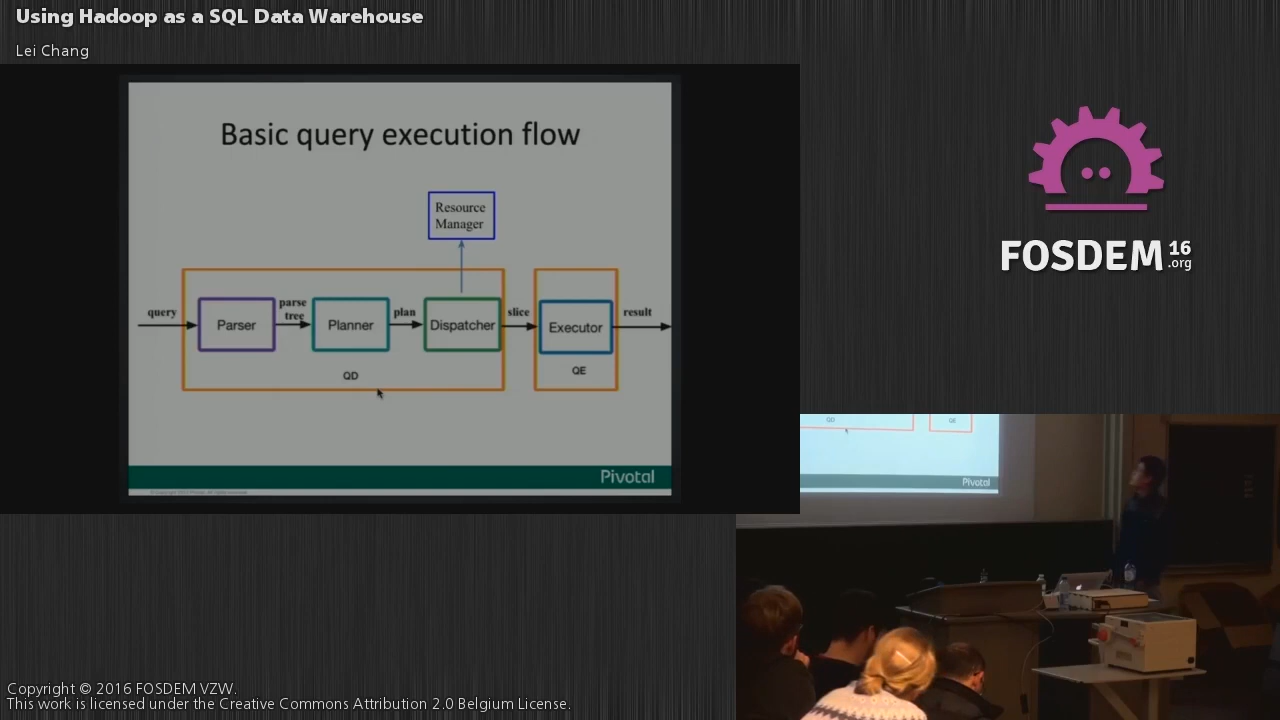 Using Hadoop as a SQL Data Warehouse
Lei Chang
Basic query execution flow
Resource
Manager
query
Parser
parse
tree
Planner
plan
Dispatcher
slice
Executor
result
QD
QE
Pivotal
FOSDEM 16
.org
QD
QE
Pivotal
Copyright © 2016 FOSDEM VZW.
This work is licensed under the Creative Commons Attribution 2.0 Belgium License.